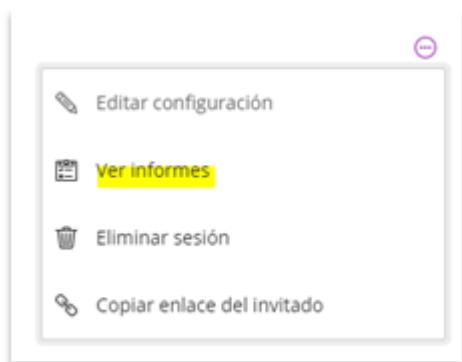 Editar configuración
Ver informes
Eliminar sesión
Copiar enlace del invitado